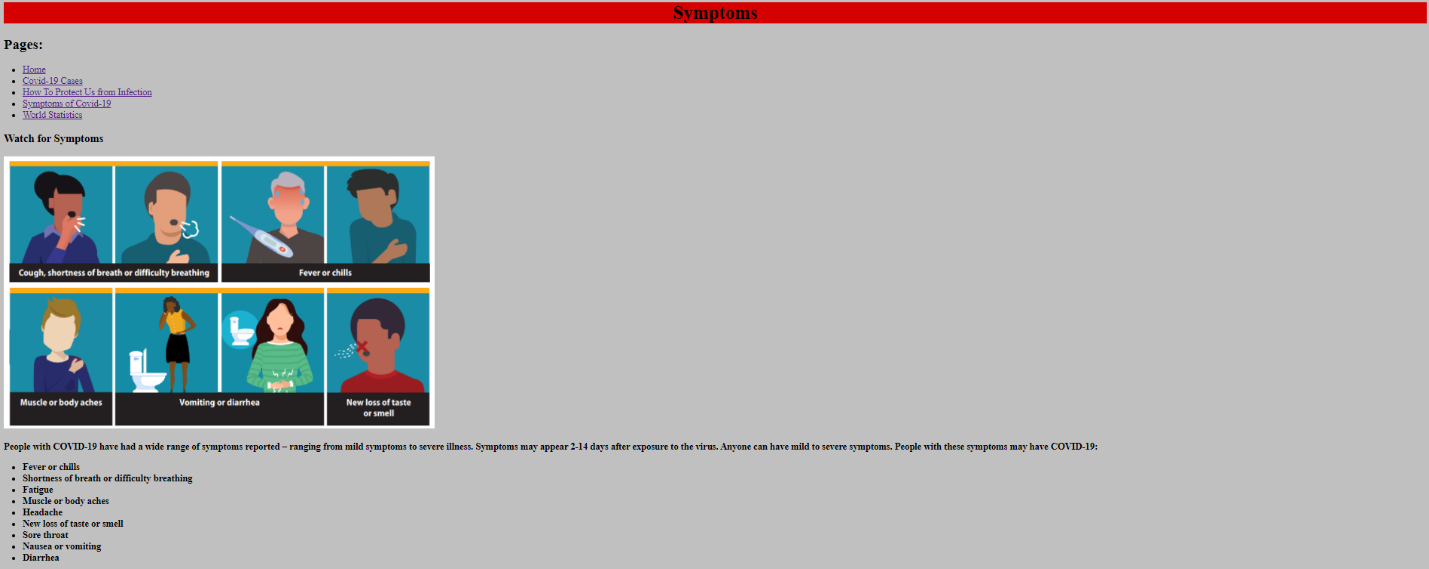 Symptoms
Pages:
Home
Covid-19 Cases
How To Protect Us from Infection
Symptoms of Covid-19
World Statistics
Watch for Symptoms
Cough, shortness of breath or difficulty breathing
Fever or chills
Muscle or body aches
Vomiting or diarrhea
New loss of taste
or smell
People with COVID-19 have had a wide range of symptoms reported – ranging from mild symptoms to severe illness. Symptoms may appear 2-14 days after exposure to the virus. Anyone can have mild to severe symptoms. People with these symptoms may have COVID-19:
Fever or chills
Shortness of breath or difficulty breathing
Fatigue
Muscle or body aches
Headache
New loss of taste or smell
Sore throat
Nausea or vomiting
Diarrhea